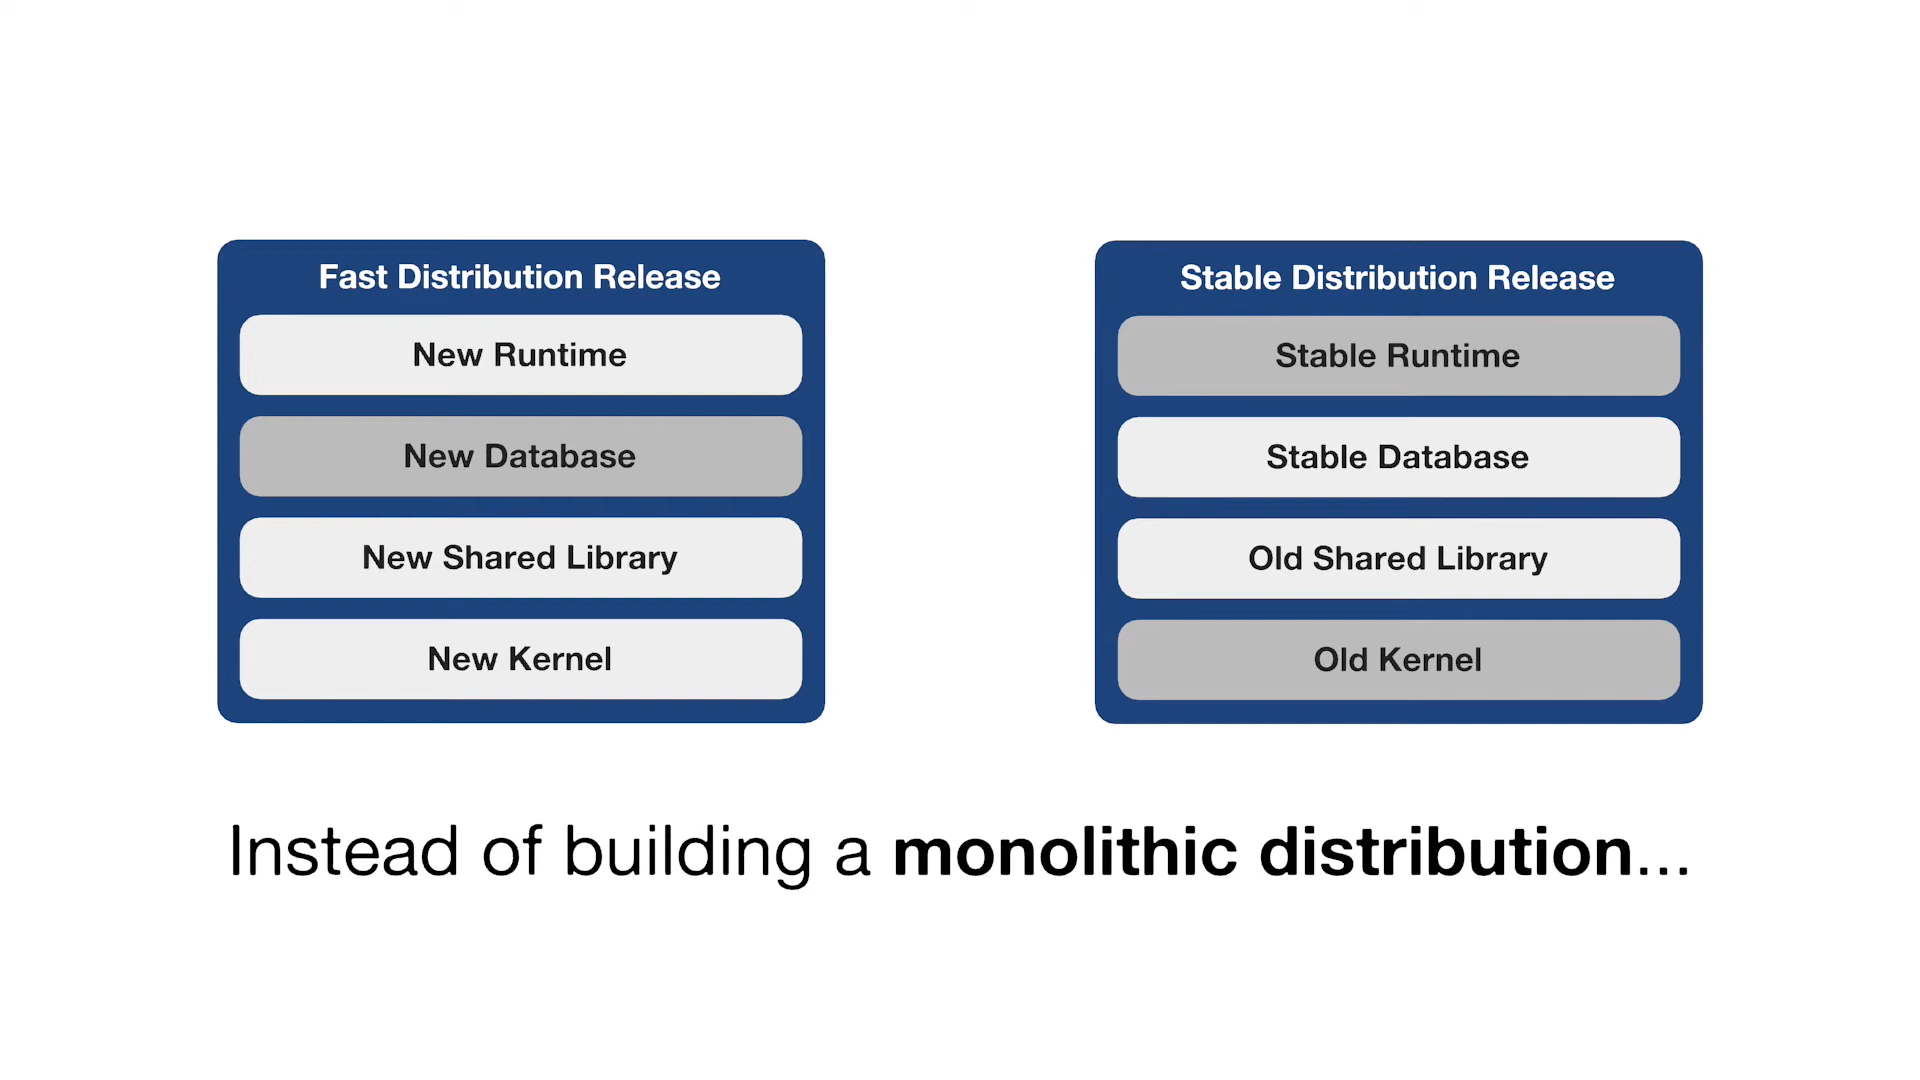 Fast Distribution Release
New Runtime
New Database
New Shared Library
New Kernel
Stable Distribution Release
Stable Runtime
Stable Database
Old Shared Library
Old Kernel
Instead of building a monolithic distribution...